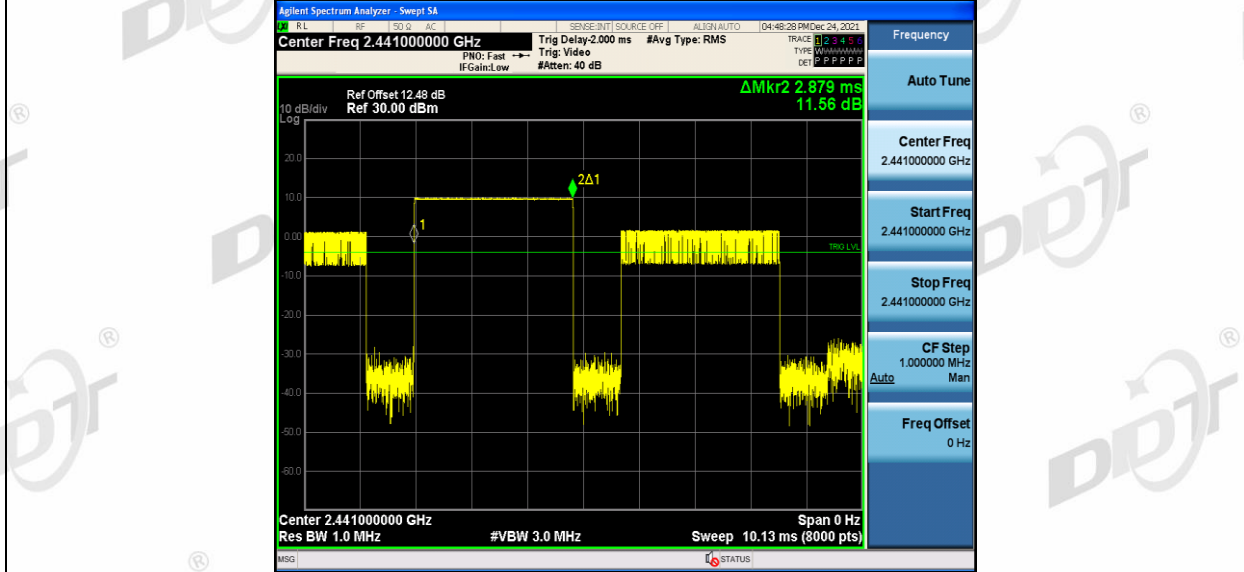 Agilent Spectrum Analyzer - Swept SA
LXI RL RF 50 Ω AC SENSE:INT SOURCE OFF ALIGN AUTO 04:48:28 PM Dec 24, 2021
Center Freq 2.441000000 GHz
PNO: Fast
IFGain:Low
Trig Delay-2.000 ms
Trig: Video
#Atten: 40 dB
#Avg Type: RMS
TRACE 1 2 3 4 5 6
TYPE WWWWWW
DET P P P P P P
Frequency
Ref Offset 12.48 dB
10 dB/div Ref 30.00 dBm
Log
ΔMkr2 2.879 ms
11.56 dB
20.0
10.0
0.00
-10.0
-20.0
-30.0
-40.0
-50.0
-60.0
2Δ1
1
TRIG LVL
Center 2.441000000 GHz Span 0 Hz
Res BW 1.0 MHz #VBW 3.0 MHz Sweep 10.13 ms (8000 pts)
MSG STATUS
Auto Tune
Center Freq
2.441000000 GHz
Start Freq
2.441000000 GHz
Stop Freq
2.441000000 GHz
CF Step
1.000000 MHz
Auto Man
Freq Offset
0 Hz
DDT
®
DDT
®
DDT
®
DDT
®
®